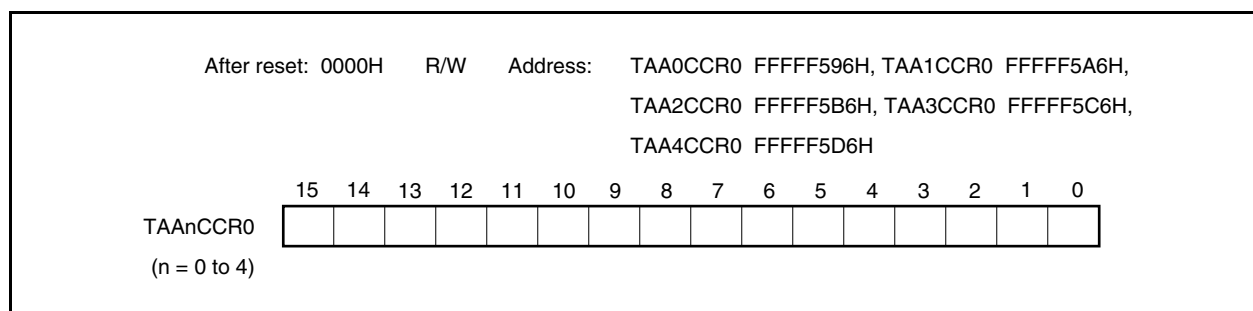 After reset: 0000H R/W Address: TAA0CCR0 FFFFF596H, TAA1CCR0 FFFFF5A6H,
TAA2CCR0 FFFFF5B6H, TAA3CCR0 FFFFF5C6H,
TAA4CCR0 FFFFF5D6H
15 14 13 12 11 10 9 8 7 6 5 4 3 2 1 0
TAAnCCR0
(n = 0 to 4)